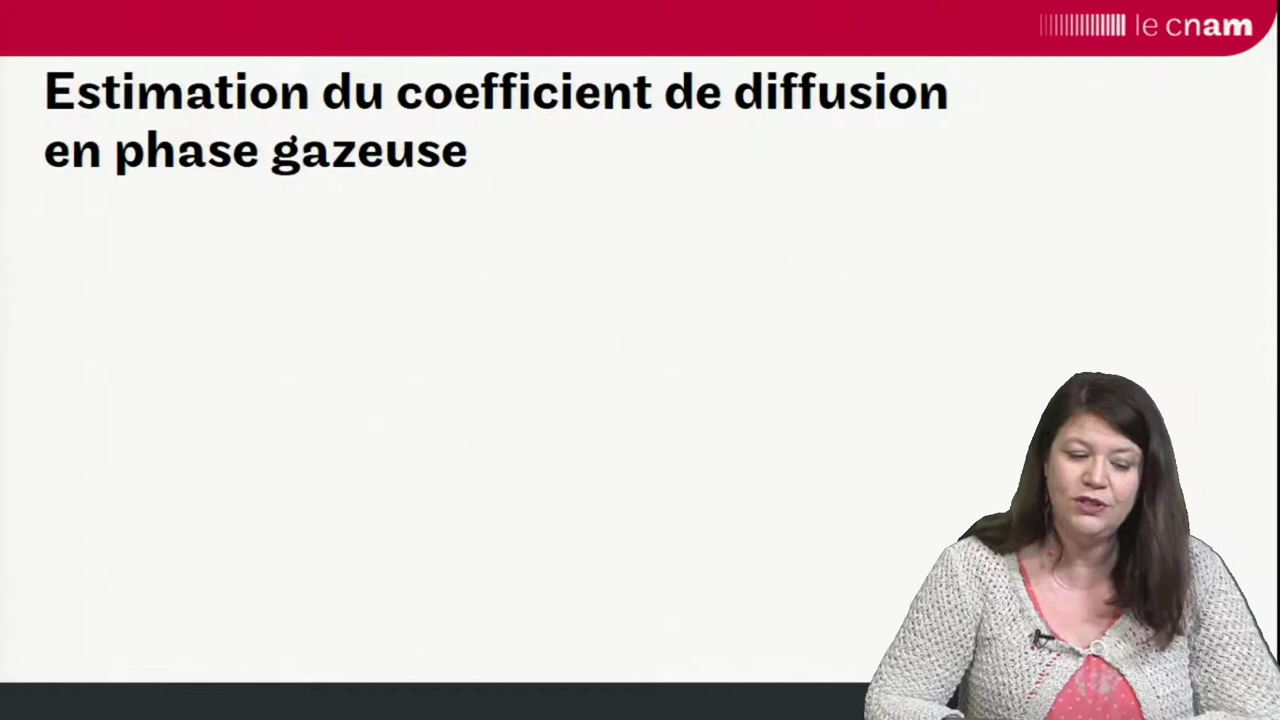 le cnam
Estimation du coefficient de diffusion
en phase gazeuse